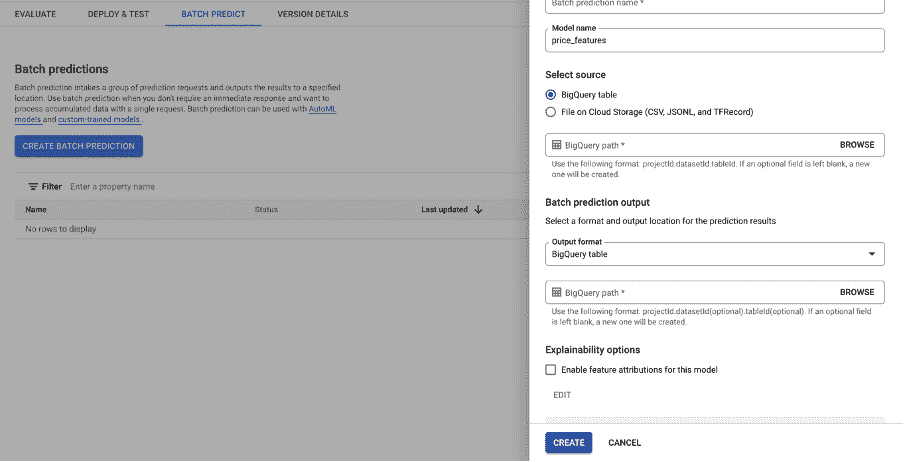 EVALUATE
DEPLOY & TEST
BATCH PREDICT
VERSION DETAILS
Batch predictions
Batch prediction intakes a group of prediction requests and outputs the results to a specified
location. Use batch prediction when you don't require an immediate response and want to
process accumulated data with a single request. Batch prediction can be used with AutoML
models and custom-trained models .
CREATE BATCH PREDICTION
Filter Enter a property name
Name Status Last updated
No rows to display
Batch prediction name *
Model name
price_features
Select source
BigQuery table
File on Cloud Storage (CSV, JSONL, and TFRecord)
BigQuery path * BROWSE
Use the following format: projectId.datasetId.tableId. If an optional field is left blank, a new
one will be created.
Batch prediction output
Select a format and output location for the prediction results
Output format
BigQuery table
BigQuery path * BROWSE
Use the following format: projectId.datasetId(optional).tableId(optional). If an optional field
is left blank, a new one will be created.
Explainability options
Enable feature attributions for this model
EDIT
CREATE CANCEL